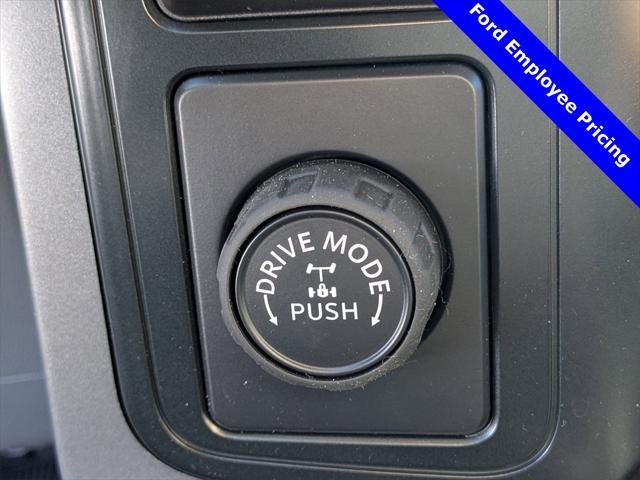 Ford Employee Pricing
DRIVE MODE
PUSH